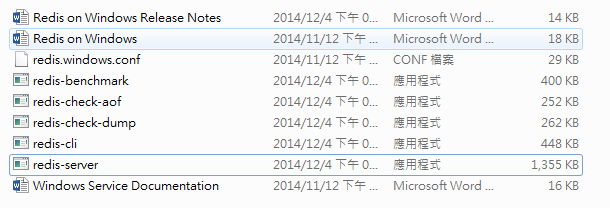 Redis on Windows Release Notes 2014/12/4 下午 0... Microsoft Word ... 14 KB
Redis on Windows 2014/11/12 下午 ... Microsoft Word ... 18 KB
redis.windows.conf 2014/11/12 下午 ... CONF 檔案 29 KB
redis-benchmark 2014/12/4 下午 0... 應用程式 400 KB
redis-check-aof 2014/12/4 下午 0... 應用程式 252 KB
redis-check-dump 2014/12/4 下午 0... 應用程式 262 KB
redis-cli 2014/12/4 下午 0... 應用程式 448 KB
redis-server 2014/12/4 下午 0... 應用程式 1,355 KB
Windows Service Documentation 2014/11/12 下午 ... Microsoft Word ... 16 KB